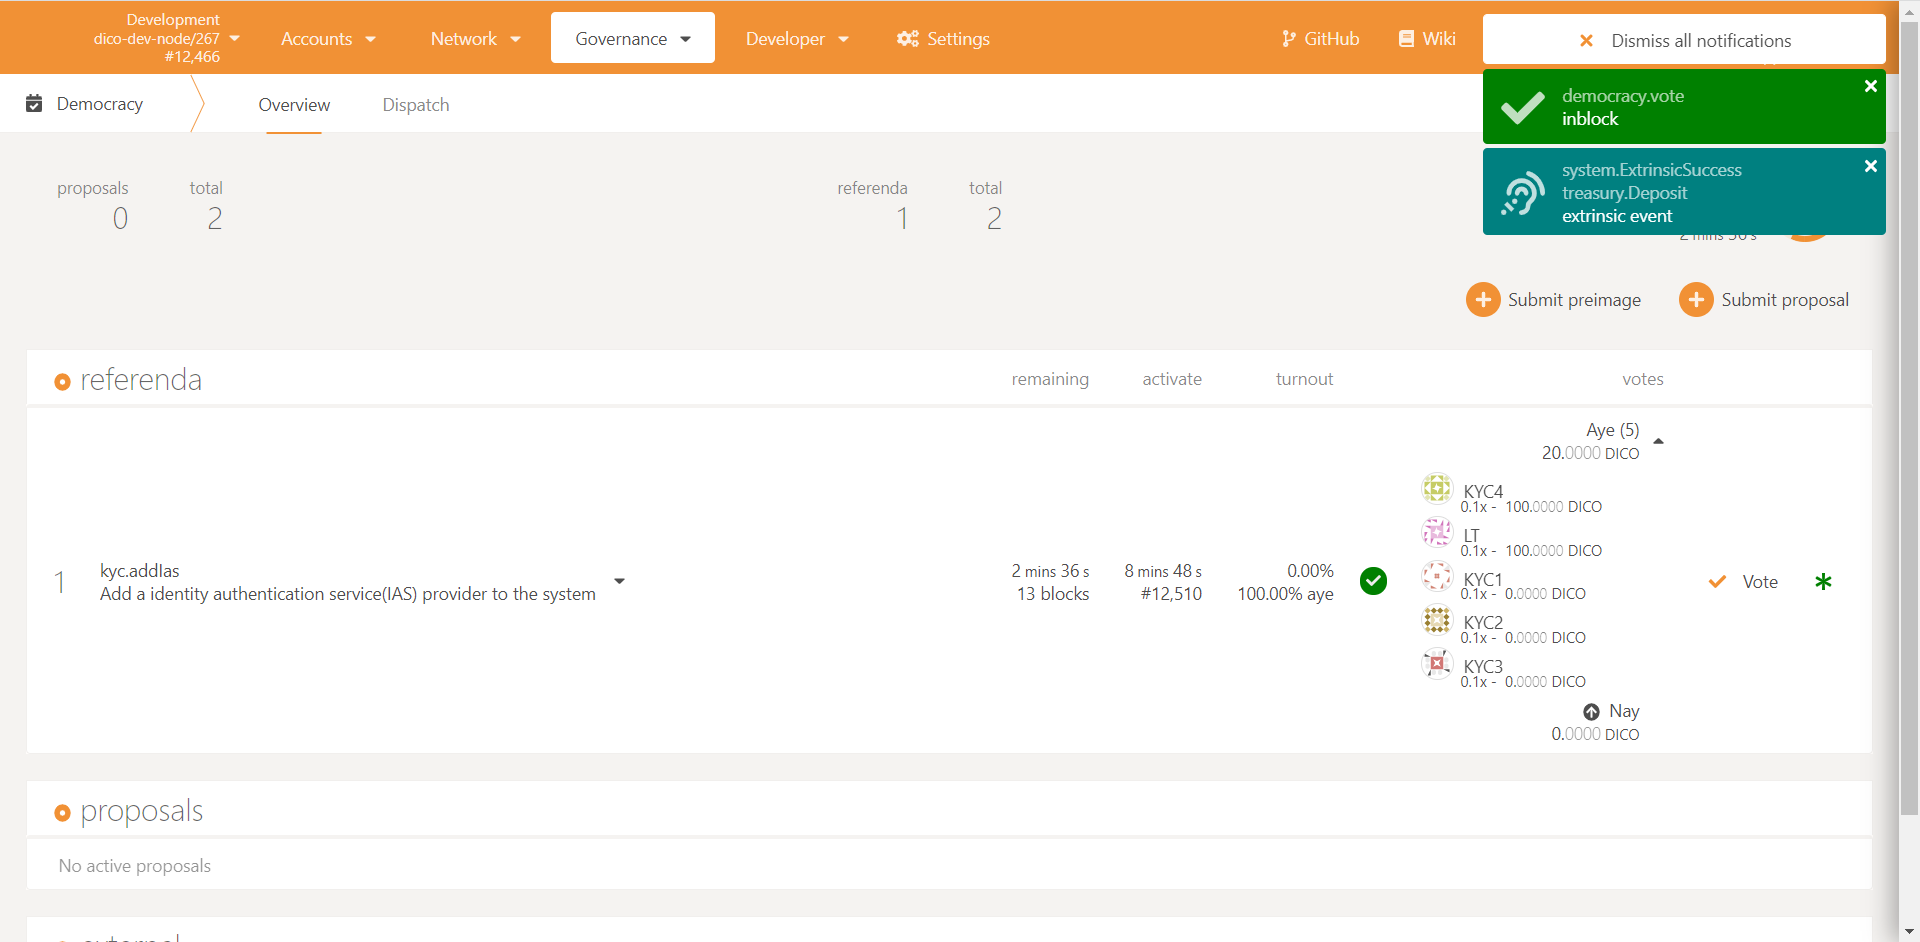 Development
dico-dev-node/267
#12,466
Accounts
Network
Governance
Developer
Settings
GitHub
Wiki
Dismiss all notifications
democracy.vote
inblock
system.ExtrinsicSuccess
treasury.Deposit
extrinsic event
Democracy
Overview
Dispatch
proposals
0
total
2
referenda
1
total
2
2 mins 36 s
Submit preimage
Submit proposal
referenda
remaining
activate
turnout
votes
1
kyc.addIas
Add a identity authentication service(IAS) provider to the system
2 mins 36 s
13 blocks
8 mins 48 s
#12,510
0.00%
100.00% aye
Aye (5)
20.0000 DICO
KYC4
0.1x - 100.0000 DICO
LT
0.1x - 100.0000 DICO
KYC1
0.1x - 0.0000 DICO
KYC2
0.1x - 0.0000 DICO
KYC3
0.1x - 0.0000 DICO
Nay
0.0000 DICO
Vote
proposals
No active proposals